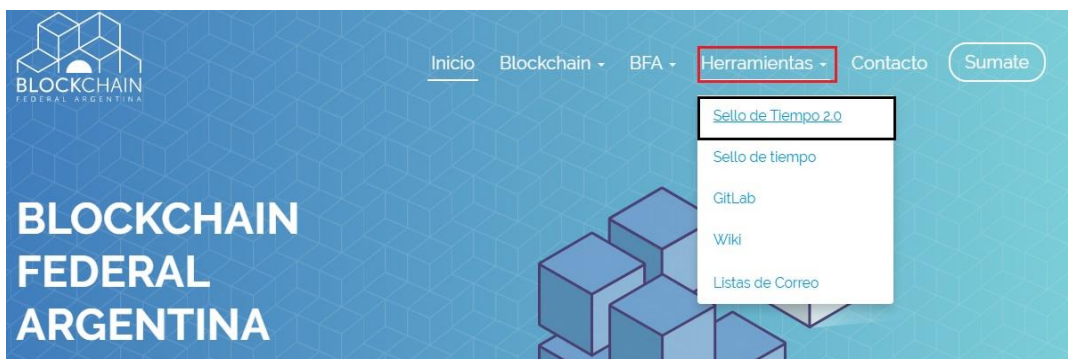 BLOCKCHAIN
FEDERAL ARGENTINA
Inicio Blockchain BFA Herramientas Contacto Sumate
Sello de Tiempo 2.0
Sello de tiempo
GitLab
Wiki
Listas de Correo
BLOCKCHAIN
FEDERAL
ARGENTINA